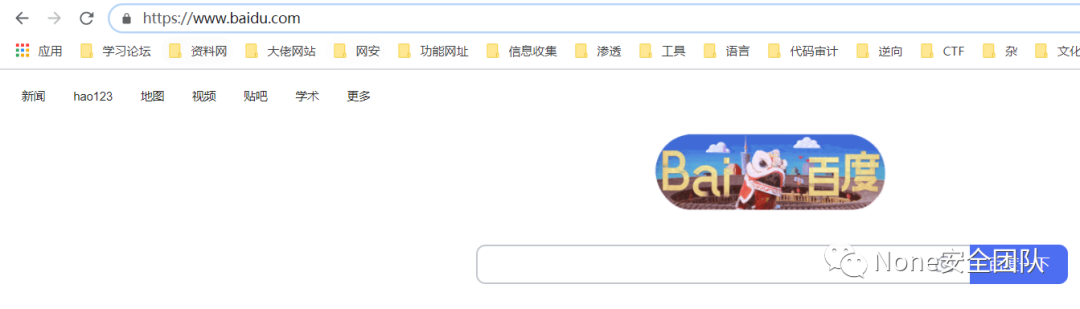 https://www.baidu.com
应用 学习论坛 资料网 大佬网站 网安 功能网址 信息收集 渗透 工具 语言 代码审计 逆向 CTF 杂 文化
新闻 hao123 地图 视频 贴吧 学术 更多
Bai 百度
None安全团队 下